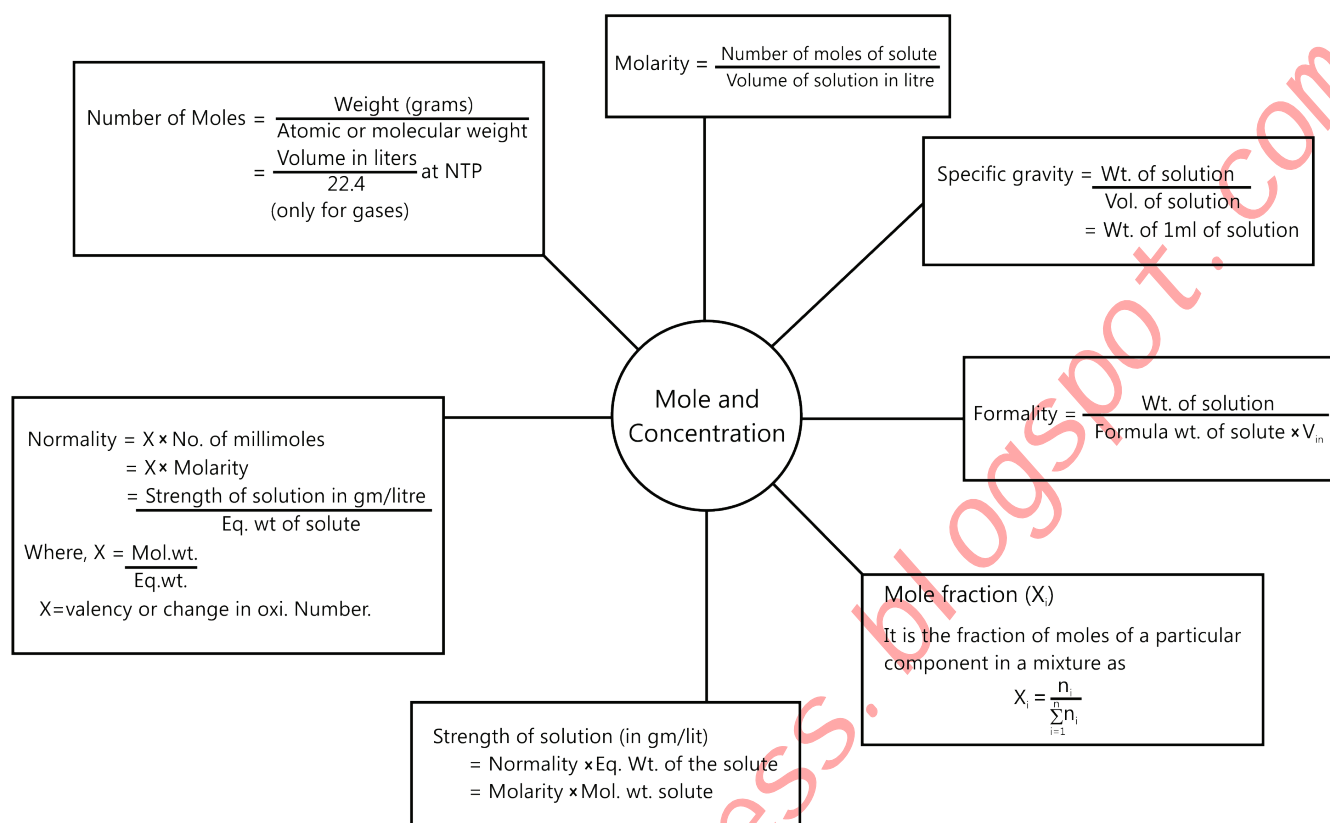 Number of Moles = Weight (grams)
Atomic or molecular weight
= Volume in liters
22.4
at NTP
(only for gases)
Molarity = Number of moles of solute
Volume of solution in litre
Specific gravity = Wt. of solution
Vol. of solution
= Wt. of 1ml of solution
Mole and
Concentration
Formality = Wt. of solution
Formula wt. of solute × V in
Normality = X × No. of millimoles
= X × Molarity
= Strength of solution in gm/litre
Eq. wt of solute
Where, X = Mol.wt.
Eq.wt.
X=valency or change in oxi. Number.
Mole fraction (Xi)
It is the fraction of moles of a particular
component in a mixture as
Xi = ni
n
∑ni
i=1
Strength of solution (in gm/lit)
= Normality × Eq. Wt. of the solute
= Molarity × Mol. wt. solute
ess.blogspot.com